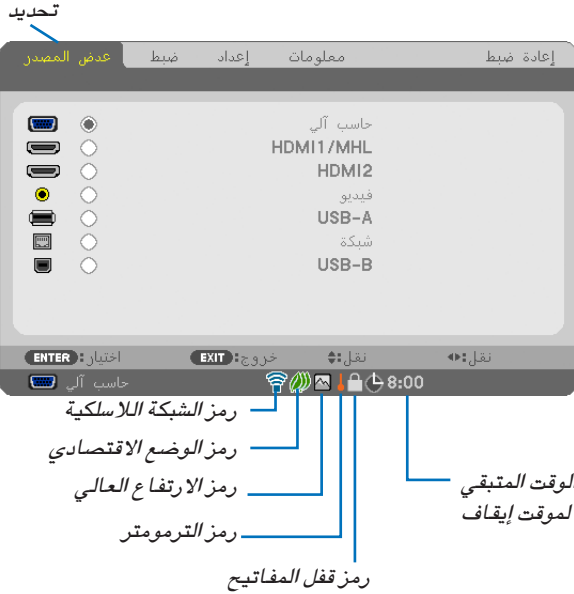 تحديد
عدض المصدر ضبط إعداد معلومات إعادة ضبط
حاسب آلي
HDMI1/MHL
HDMI2
فيديو
USB-A
شبكة
USB-B
ENTER :اختيار EXIT :خروج نقل: نقل:
حاسب آلي 8:00
رمز الشبكة اللاسلكية
رمز الوضع الاقتصادي
رمز الارتفاع العالي
الوقت المتبقي
لموقت إيقاف
رمز الترمومتر
رمز قفل المفاتيح